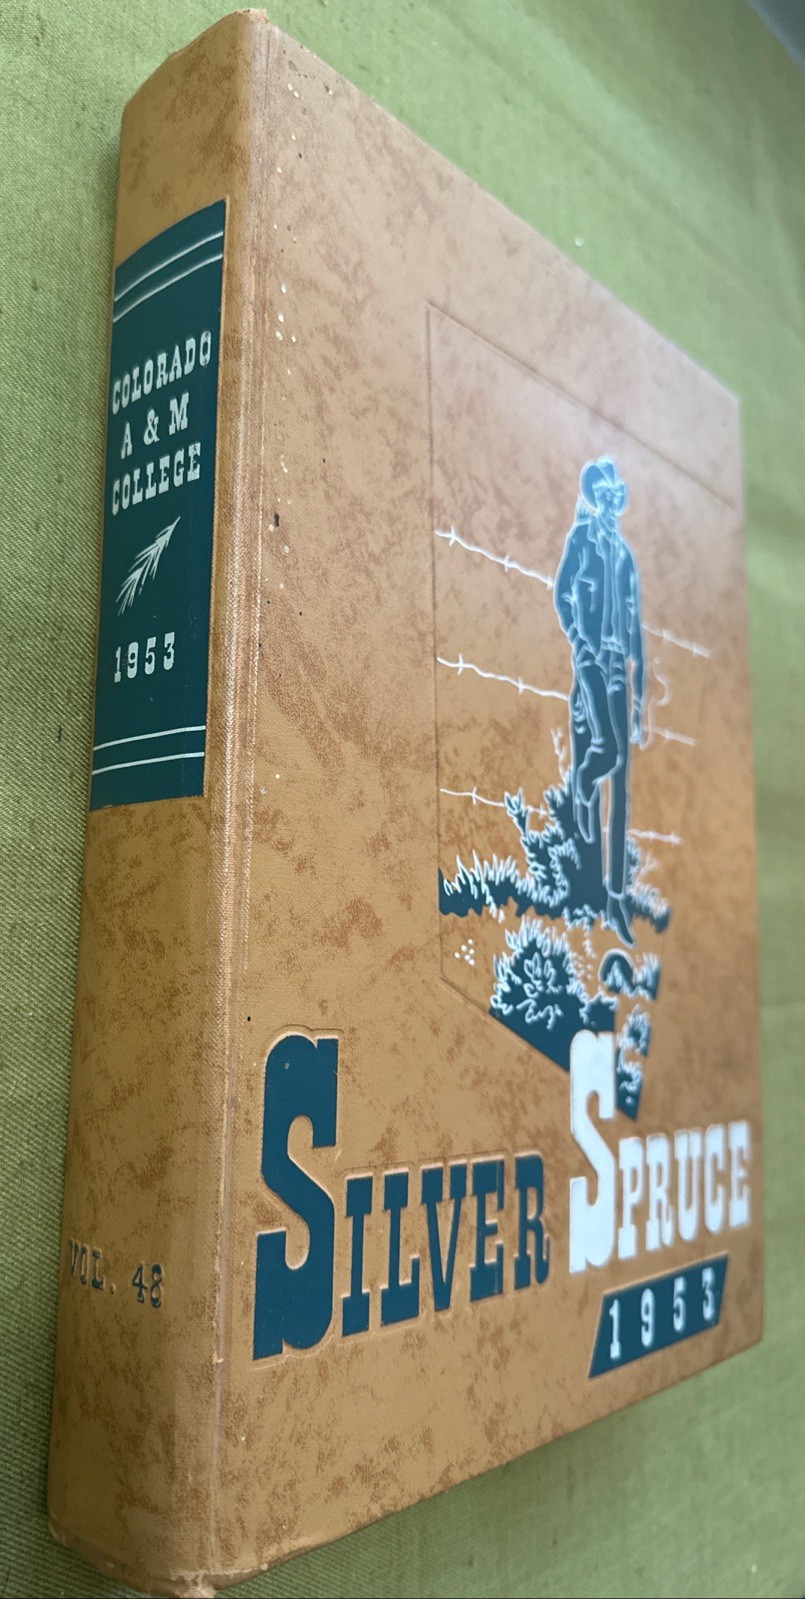 COLORADO
A & M
COLLEGE
1953
VOL. 48
SILVER SPRUCE
1953